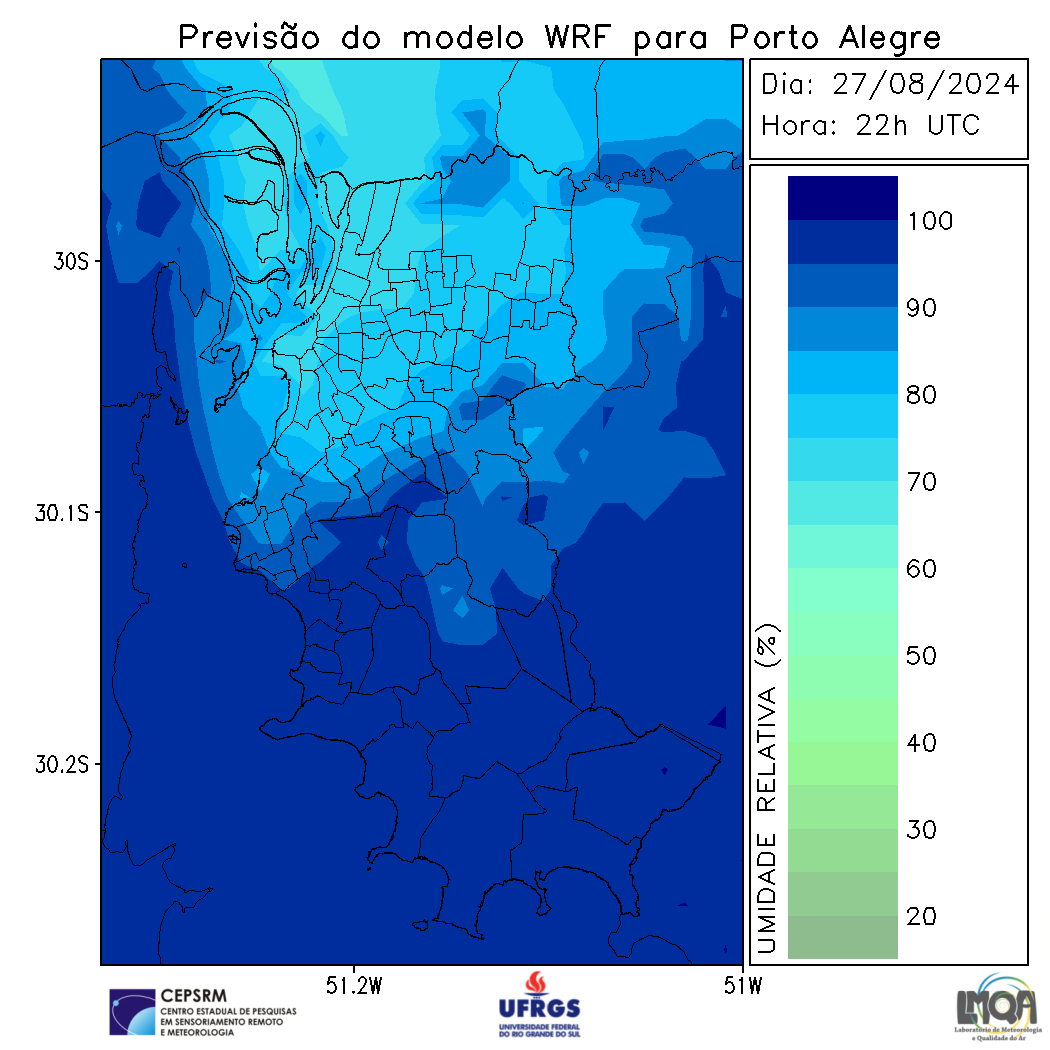 Previsão do modelo WRF para Porto Alegre
Dia: 27/08/2024
Hora: 22h UTC
100
90
80
70
60
50
40
30
20
UMIDADE RELATIVA (%)
30S
30.1S
30.2S
51.2W
51W
CEPSRM
CENTRO ESTADUAL DE PESQUISAS
EM SENSORIAMENTO REMOTO
E METEOROLOGIA
UFRGS
UNIVERSIDADE FEDERAL
DO RIO GRANDE DO SUL
LMQA
Laboratório de Meteorologia
e Qualidade do Ar